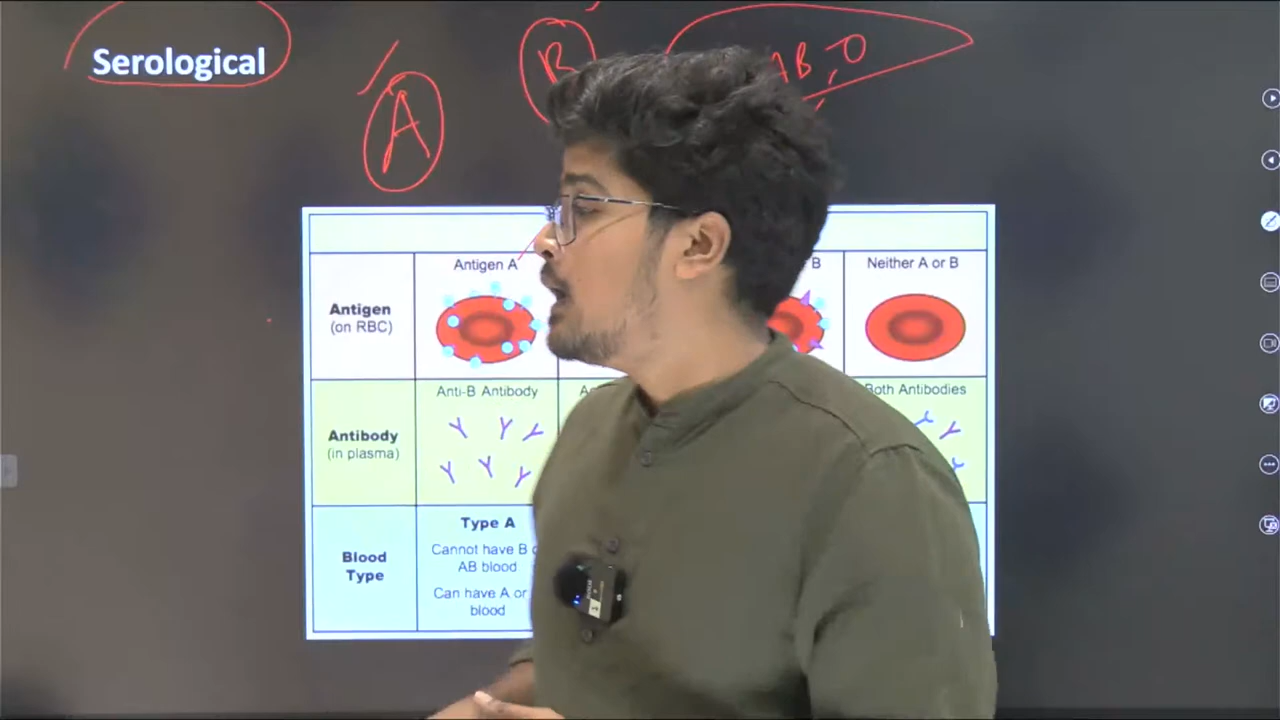 Serological
A
B
AB, O
Antigen A
B
Neither A or B
Antigen
(on RBC)
Anti-B Antibody
Both Antibodies
Antibody
(in plasma)
Type A
Blood
Type
Cannot have B
AB blood
Can have A or
blood